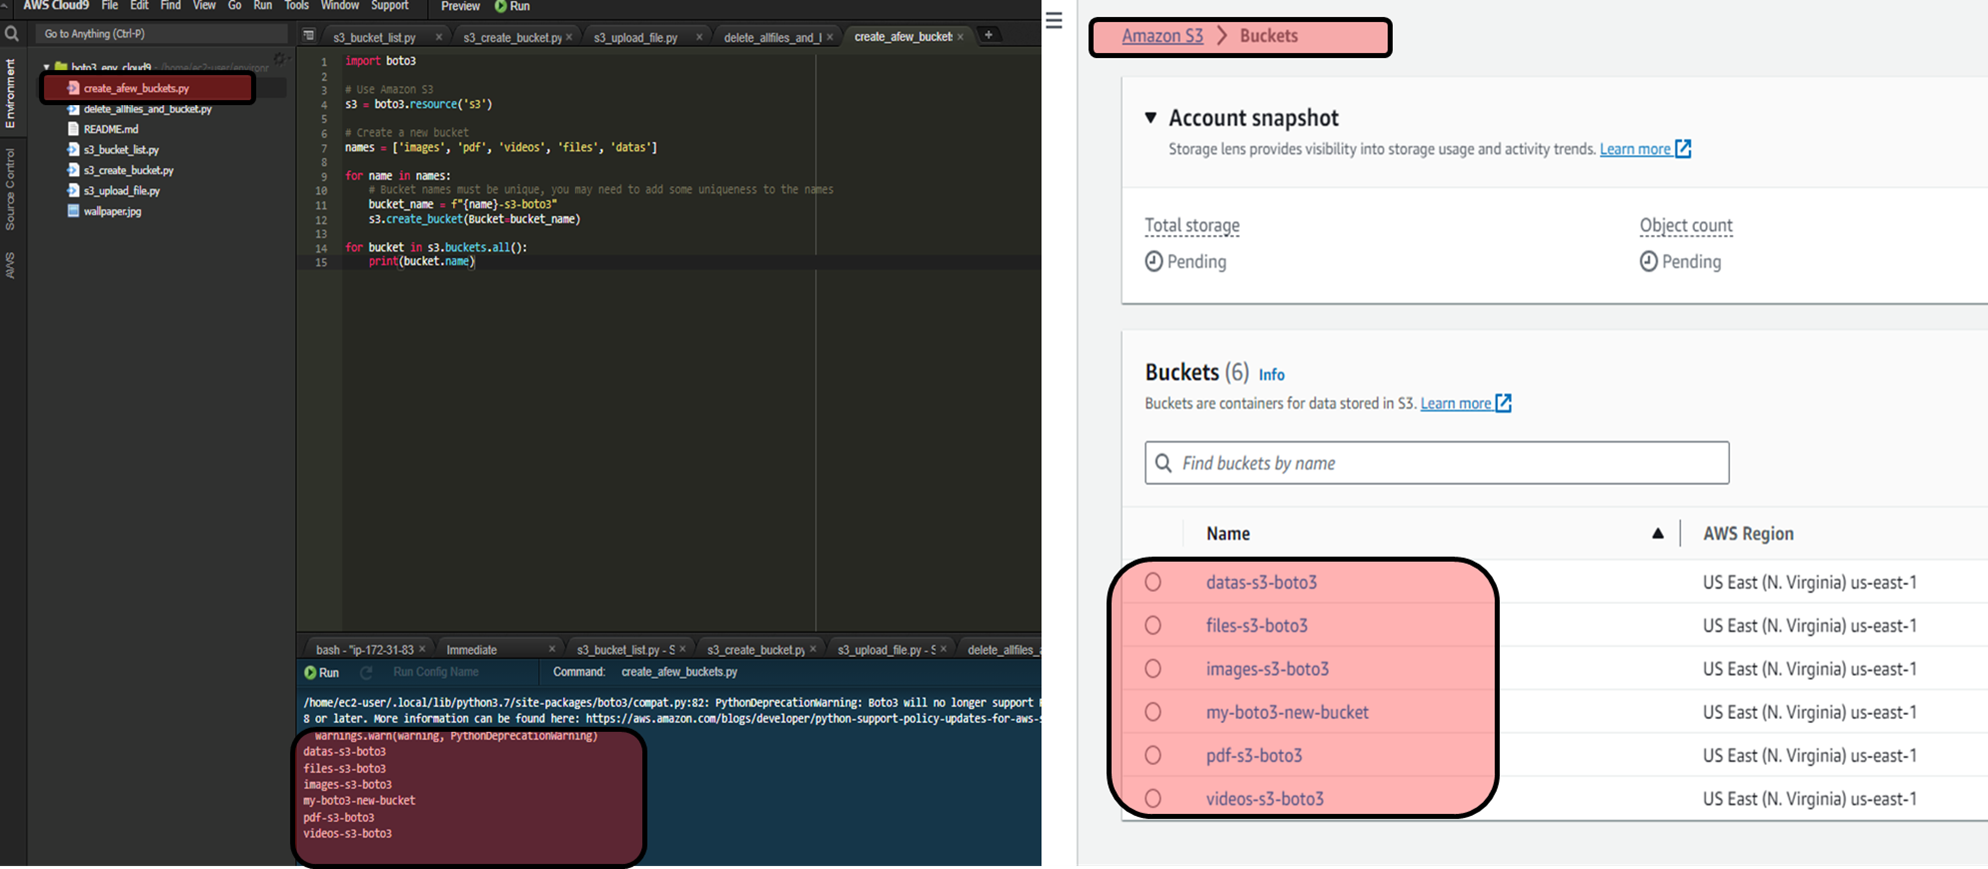 AWS Cloud9 File Edit Find View Go Run Tools Window Support Preview Run
Go to Anything (Ctrl-P)
Environment
Source Control
AWS
boto3_env_cloud9 - /home/ec2-user/environr
create_afew_buckets.py
delete_allfiles_and_bucket.py
README.md
s3_bucket_list.py
s3_create_bucket.py
s3_upload_file.py
wallpaper.jpg
s3_bucket_list.py × s3_create_bucket.py × s3_upload_file.py × delete_allfiles_and_l × create_afew_buckets × +
1 import boto3
2
3 # Use Amazon S3
4 s3 = boto3.resource('s3')
5
6 # Create a new bucket
7 names = ['images', 'pdf', 'videos', 'files', 'datas']
8
9 for name in names:
10 # Bucket names must be unique, you may need to add some uniqueness to the names
11 bucket_name = f"{name}-s3-boto3"
12 s3.create_bucket(Bucket=bucket_name)
13
14 for bucket in s3.buckets.all():
15 print(bucket.name)
bash - "ip-172-31-83 × Immediate × s3_bucket_list.py - S × s3_create_bucket.py × s3_upload_file.py - S × delete_allfiles_
Run Run Config Name Command: create_afew_buckets.py
/home/ec2-user/.local/lib/python3.7/site-packages/boto3/compat.py:82: PythonDeprecationWarning: Boto3 will no longer support
8 or later. More information can be found here: https://aws.amazon.com/blogs/developer/python-support-policy-updates-for-aws-
warnings.warn(warning, PythonDeprecationWarning)
datas-s3-boto3
files-s3-boto3
images-s3-boto3
my-boto3-new-bucket
pdf-s3-boto3
videos-s3-boto3
Amazon S3 > Buckets
Account snapshot
Storage lens provides visibility into storage usage and activity trends. Learn more
Total storage Object count
Pending Pending
Buckets (6) Info
Buckets are containers for data stored in S3. Learn more
Find buckets by name
Name AWS Region
datas-s3-boto3 US East (N. Virginia) us-east-1
files-s3-boto3 US East (N. Virginia) us-east-1
images-s3-boto3 US East (N. Virginia) us-east-1
my-boto3-new-bucket US East (N. Virginia) us-east-1
pdf-s3-boto3 US East (N. Virginia) us-east-1
videos-s3-boto3 US East (N. Virginia) us-east-1